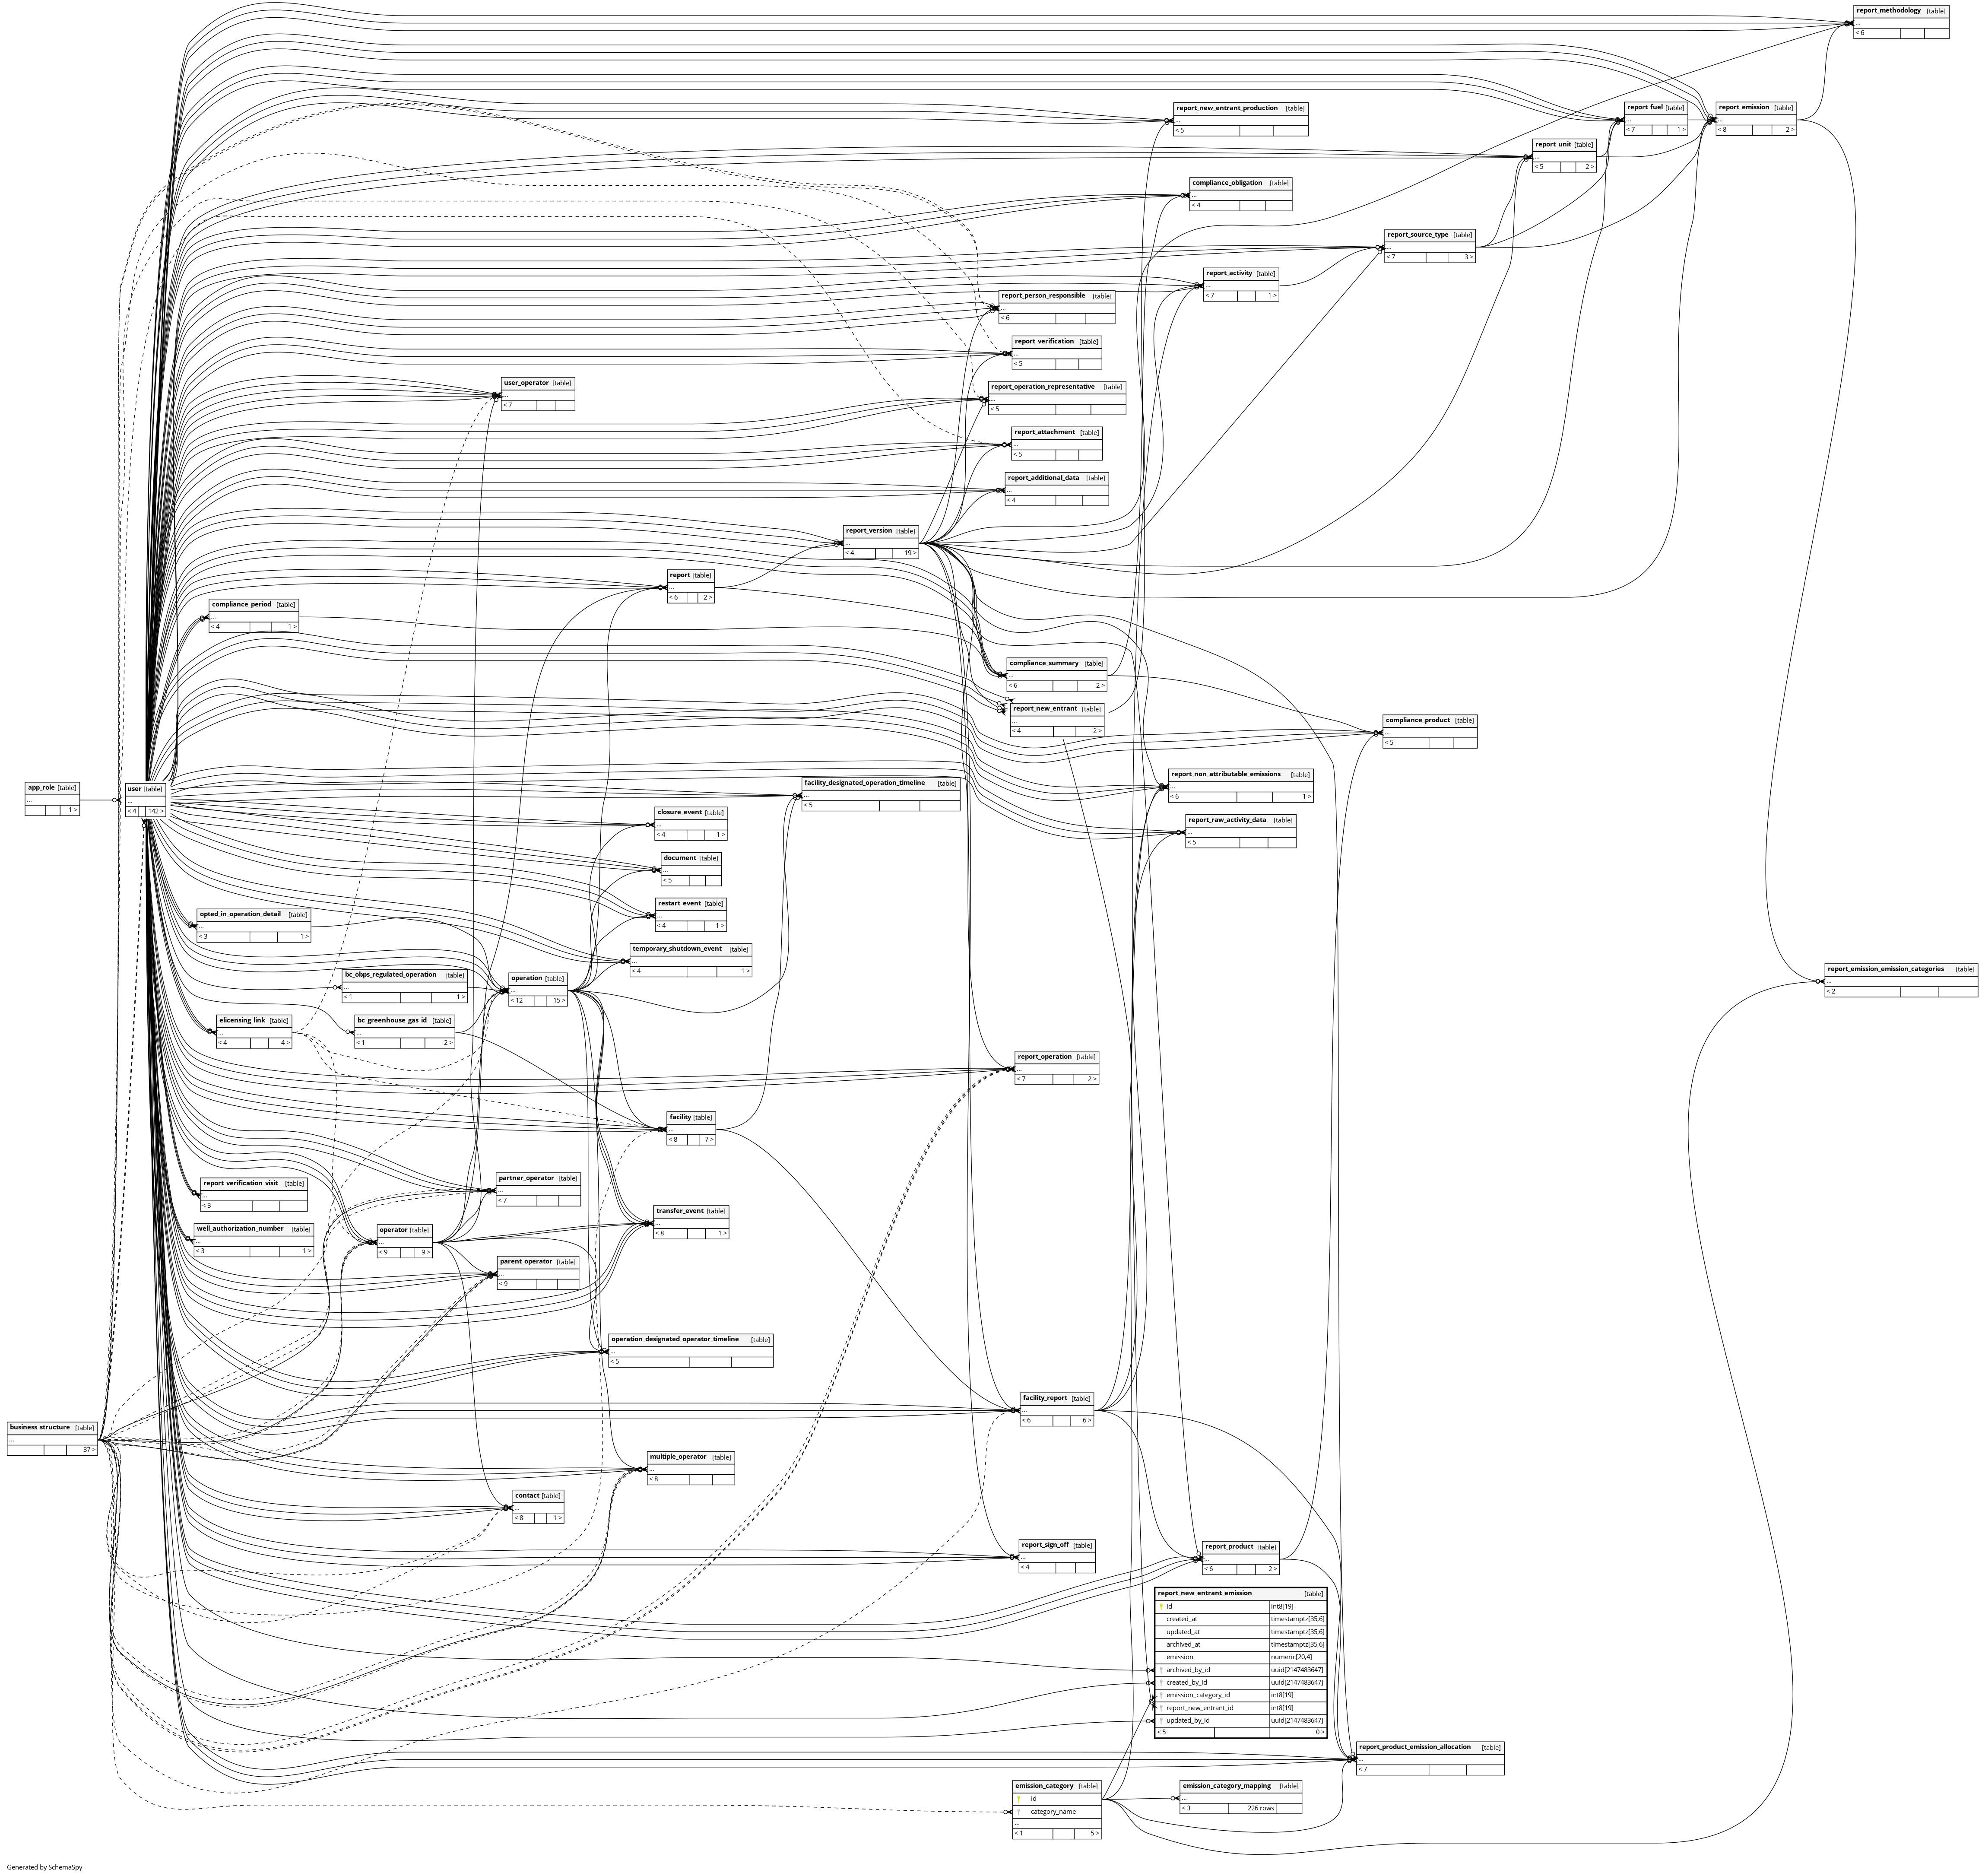 report_methodology [table]
...
< 6
report_new_entrant_production [table]
...
< 5
report_fuel [table]
...
< 7 1 >
report_emission [table]
...
< 8 2 >
report_unit [table]
...
< 5 2 >
compliance_obligation [table]
...
< 4
report_source_type [table]
...
< 7 3 >
report_activity [table]
...
< 7 1 >
report_person_responsible [table]
...
< 6
report_verification [table]
...
< 5
user_operator [table]
...
< 7
report_operation_representative [table]
...
< 5
report_attachment [table]
...
< 5
report_additional_data [table]
...
< 4
report_version [table]
...
< 4 19 >
report [table]
...
< 6 2 >
compliance_period [table]
...
< 4 1 >
compliance_summary [table]
...
< 6 2 >
report_new_entrant [table]
...
< 4 2 >
compliance_product [table]
...
< 5
report_non_attributable_emissions [table]
...
< 6 1 >
app_role [table]
...
1 >
user [table]
...
< 4 142 >
facility_designated_operation_timeline [table]
...
< 5
closure_event [table]
...
< 4 1 >
report_raw_activity_data [table]
...
< 5
document [table]
...
< 5
restart_event [table]
...
< 4 1 >
opted_in_operation_detail [table]
...
< 3 1 >
temporary_shutdown_event [table]
...
< 4 1 >
bc_obps_regulated_operation [table]
...
< 1 1 >
operation [table]
...
< 12 15 >
report_emission_emission_categories [table]
...
< 2
elicensing_link [table]
...
< 4 4 >
bc_greenhouse_gas_id [table]
...
< 1 2 >
report_operation [table]
...
< 7 2 >
facility [table]
...
< 8 7 >
report_verification_visit [table]
...
< 3
partner_operator [table]
...
< 7
transfer_event [table]
...
< 8 1 >
well_authorization_number [table]
...
< 3 1 >
operator [table]
...
< 9 9 >
parent_operator [table]
...
< 9
operation_designated_operator_timeline [table]
...
< 5
facility_report [table]
...
< 6 6 >
business_structure [table]
...
37 >
multiple_operator [table]
...
< 8
contact [table]
...
< 8 1 >
report_sign_off [table]
...
< 4
report_product [table]
...
< 6 2 >
report_new_entrant_emission [table]
id int8[19]
created_at timestamptz[35,6]
updated_at timestamptz[35,6]
archived_at timestamptz[35,6]
emission numeric[20,4]
archived_by_id uuid[2147483647]
created_by_id uuid[2147483647]
emission_category_id int8[19]
report_new_entrant_id int8[19]
updated_by_id uuid[2147483647]
< 5 0 >
report_product_emission_allocation [table]
...
< 7
emission_category [table]
id
category_name
...
< 1 5 >
emission_category_mapping [table]
...
< 3 226 rows
Generated by SchemaSpy